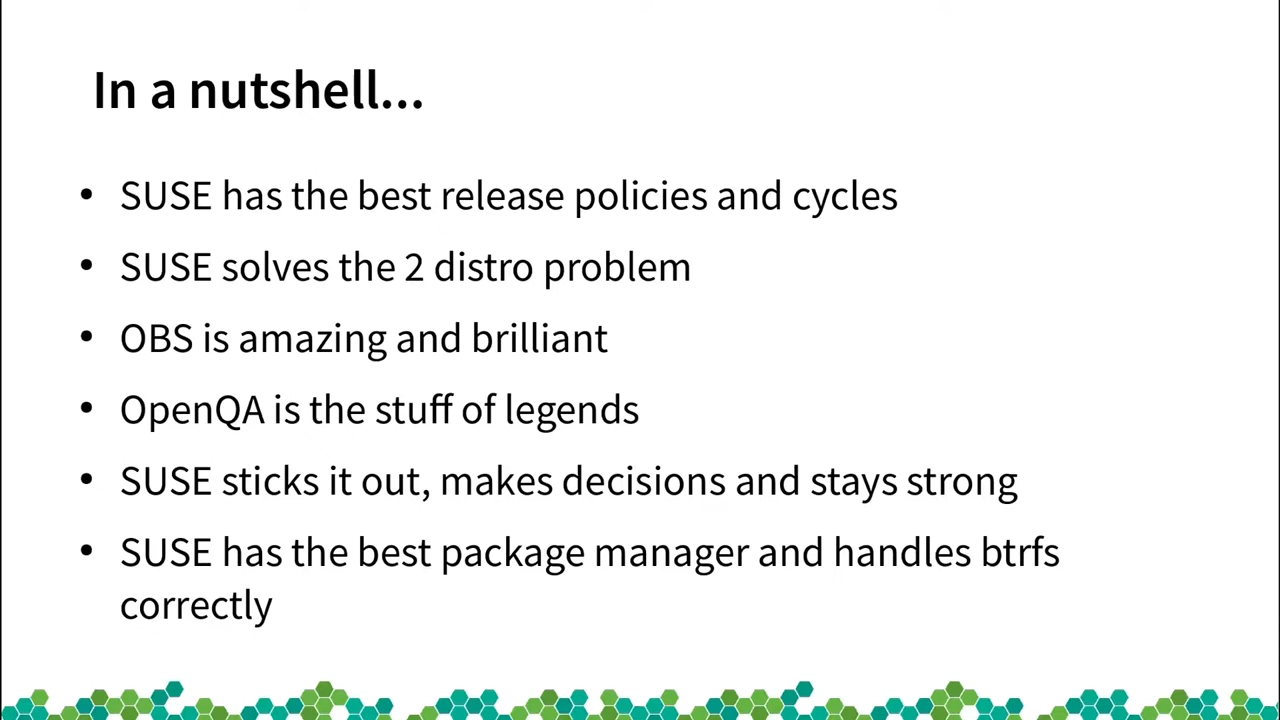 In a nutshell...
• SUSE has the best release policies and cycles
• SUSE solves the 2 distro problem
• OBS is amazing and brilliant
• OpenQA is the stuff of legends
• SUSE sticks it out, makes decisions and stays strong
• SUSE has the best package manager and handles btrfs
correctly